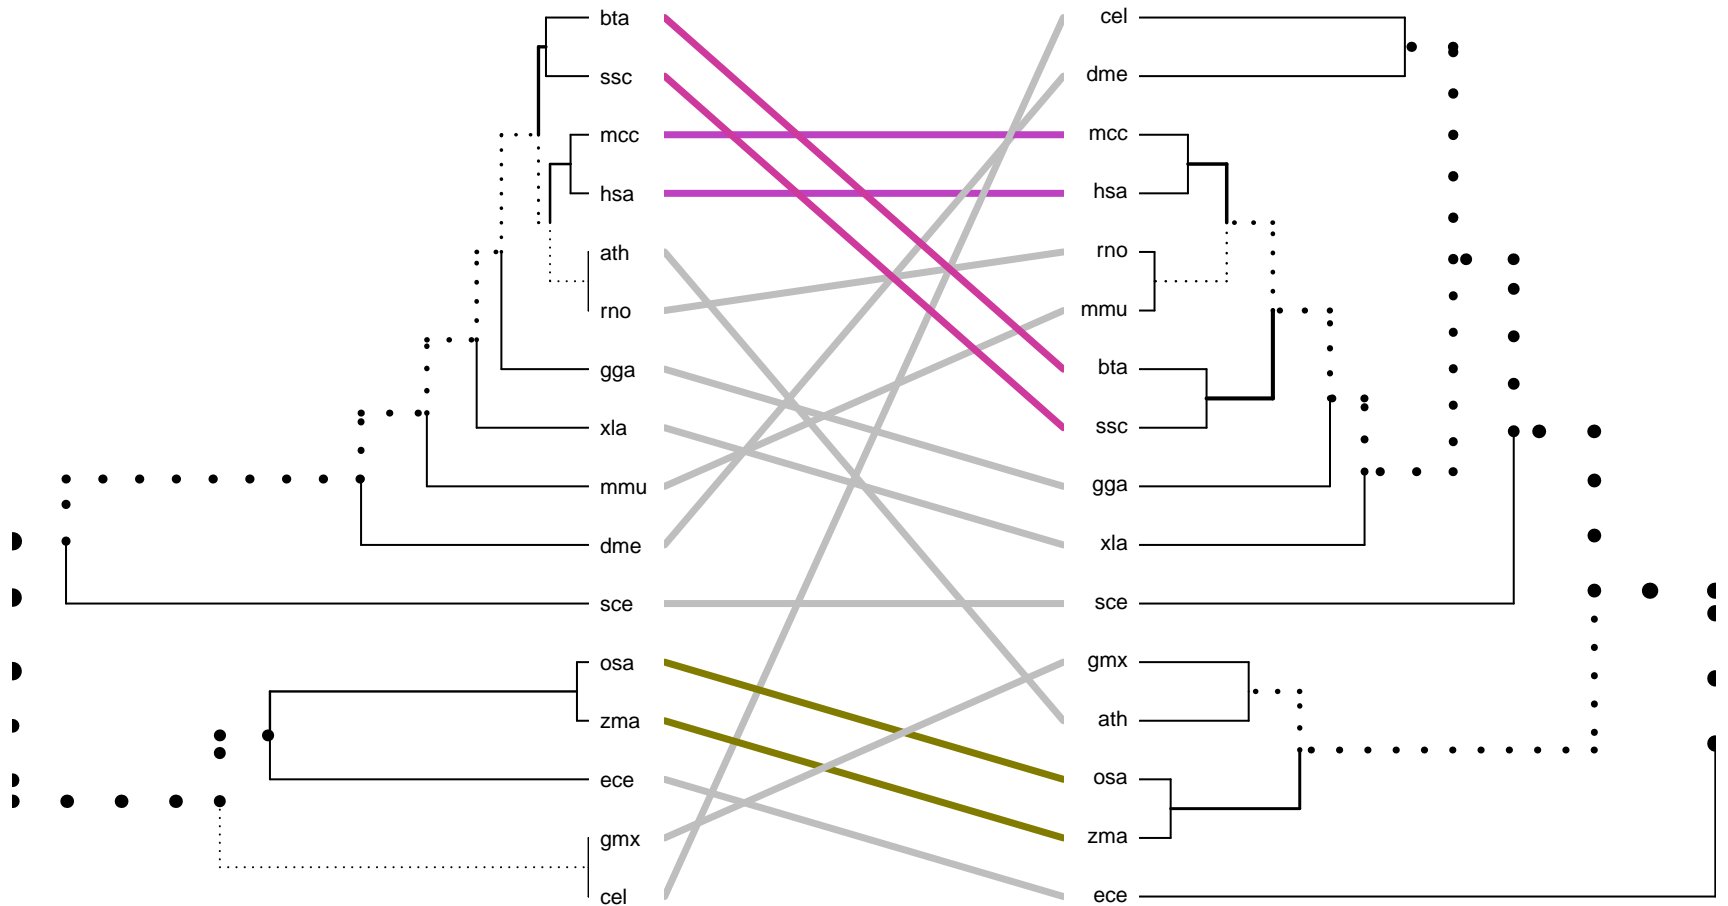 bta
ssc
mcc
hsa
ath
rno
gga
xla
mmu
dme
sce
osa
zma
ece
gmx
cel
cel
dme
mcc
hsa
rno
mmu
bta
ssc
gga
xla
sce
gmx
ath
osa
zma
ece